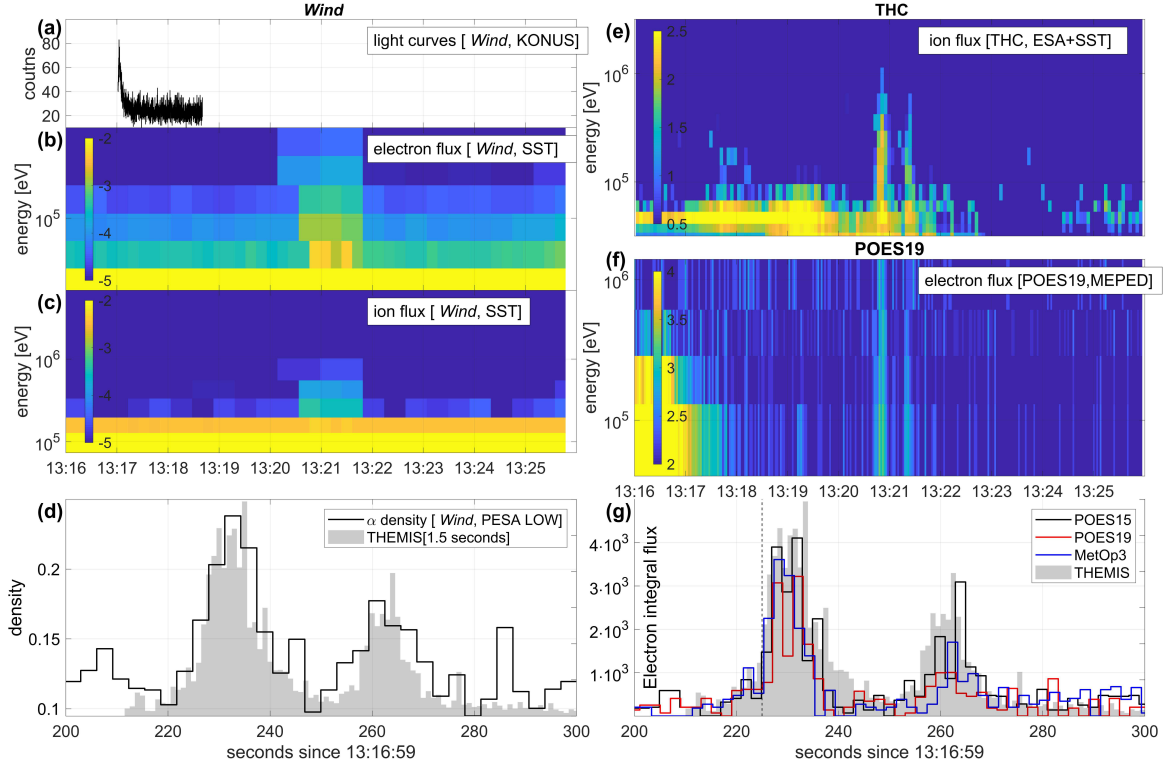 Wind
(a)
light curves [ Wind, KONUS]
coutns
80
60
40
20
(b)
electron flux [ Wind, SST]
energy [eV]
10⁵
-2
-3
-4
-5
(c)
ion flux [ Wind, SST]
energy [eV]
10⁶
10⁵
-2
-3
-4
-5
13:16 13:17 13:18 13:19 13:20 13:21 13:22 13:23 13:24 13:25
(d)
α density [ Wind, PESA LOW]
THEMIS[1.5 seconds]
density
0.2
0.15
0.1
200 220 240 260 280 300
seconds since 13:16:59
THC
(e)
ion flux [THC, ESA+SST]
energy [eV]
10⁶
10⁵
2.5
2
1.5
1
0.5
POES19
(f)
electron flux [POES19,MEPED]
energy [eV]
10⁶
10⁵
4
3.5
3
2.5
2
13:16 13:17 13:18 13:19 13:20 13:21 13:22 13:23 13:24 13:25
(g)
POES15
POES19
MetOp3
THEMIS
Electron integral flux
4·10³
3·10³
2·10³
1·10³
200 220 240 260 280 300
seconds since 13:16:59